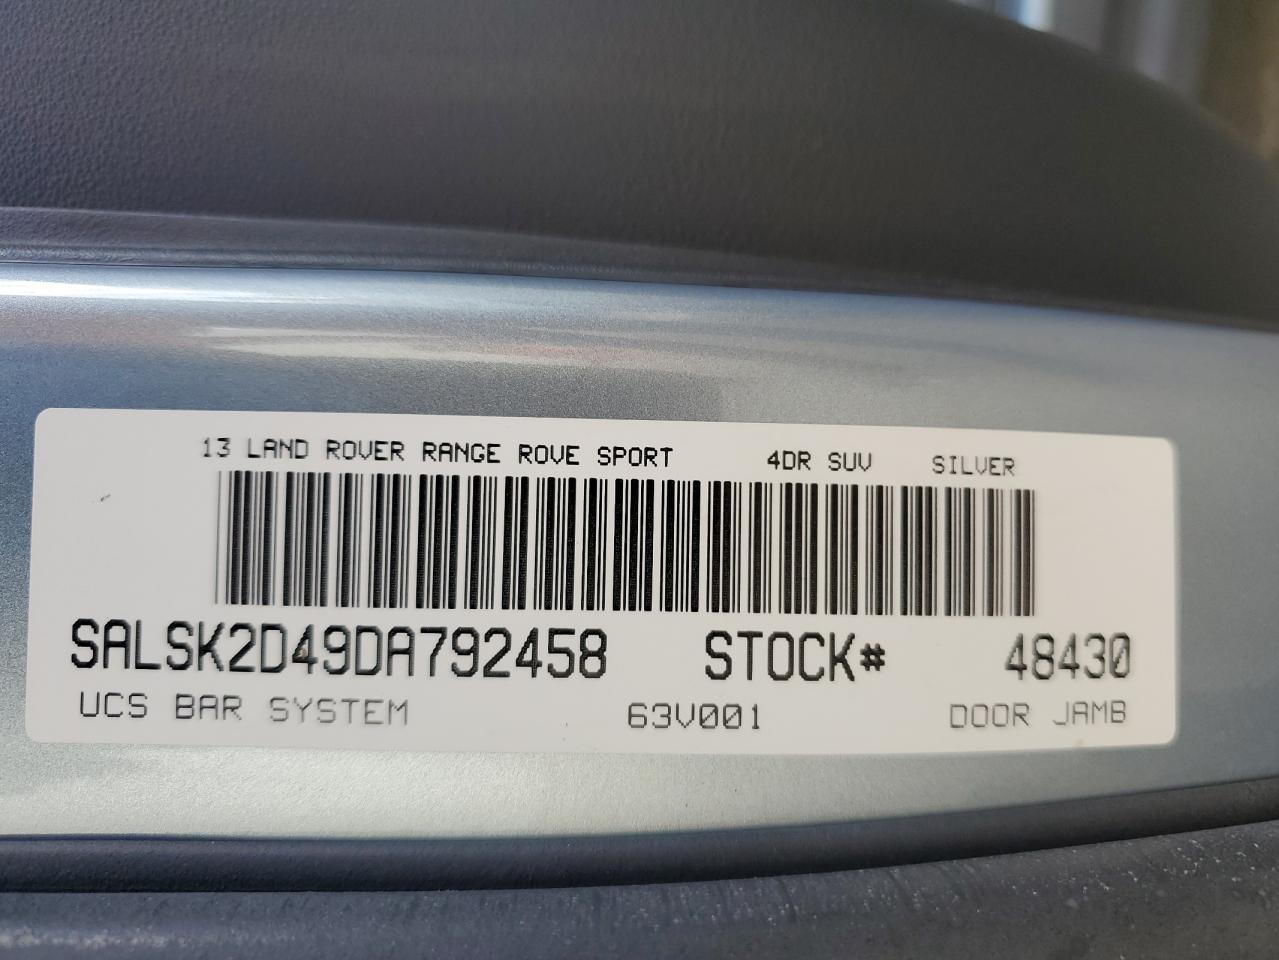 13 LAND ROVER RANGE ROVE SPORT 4DR SUV SILVER
SALSK2D49DA792458 STOCK# 48430
UCS BAR SYSTEM 63V001 DOOR JAMB